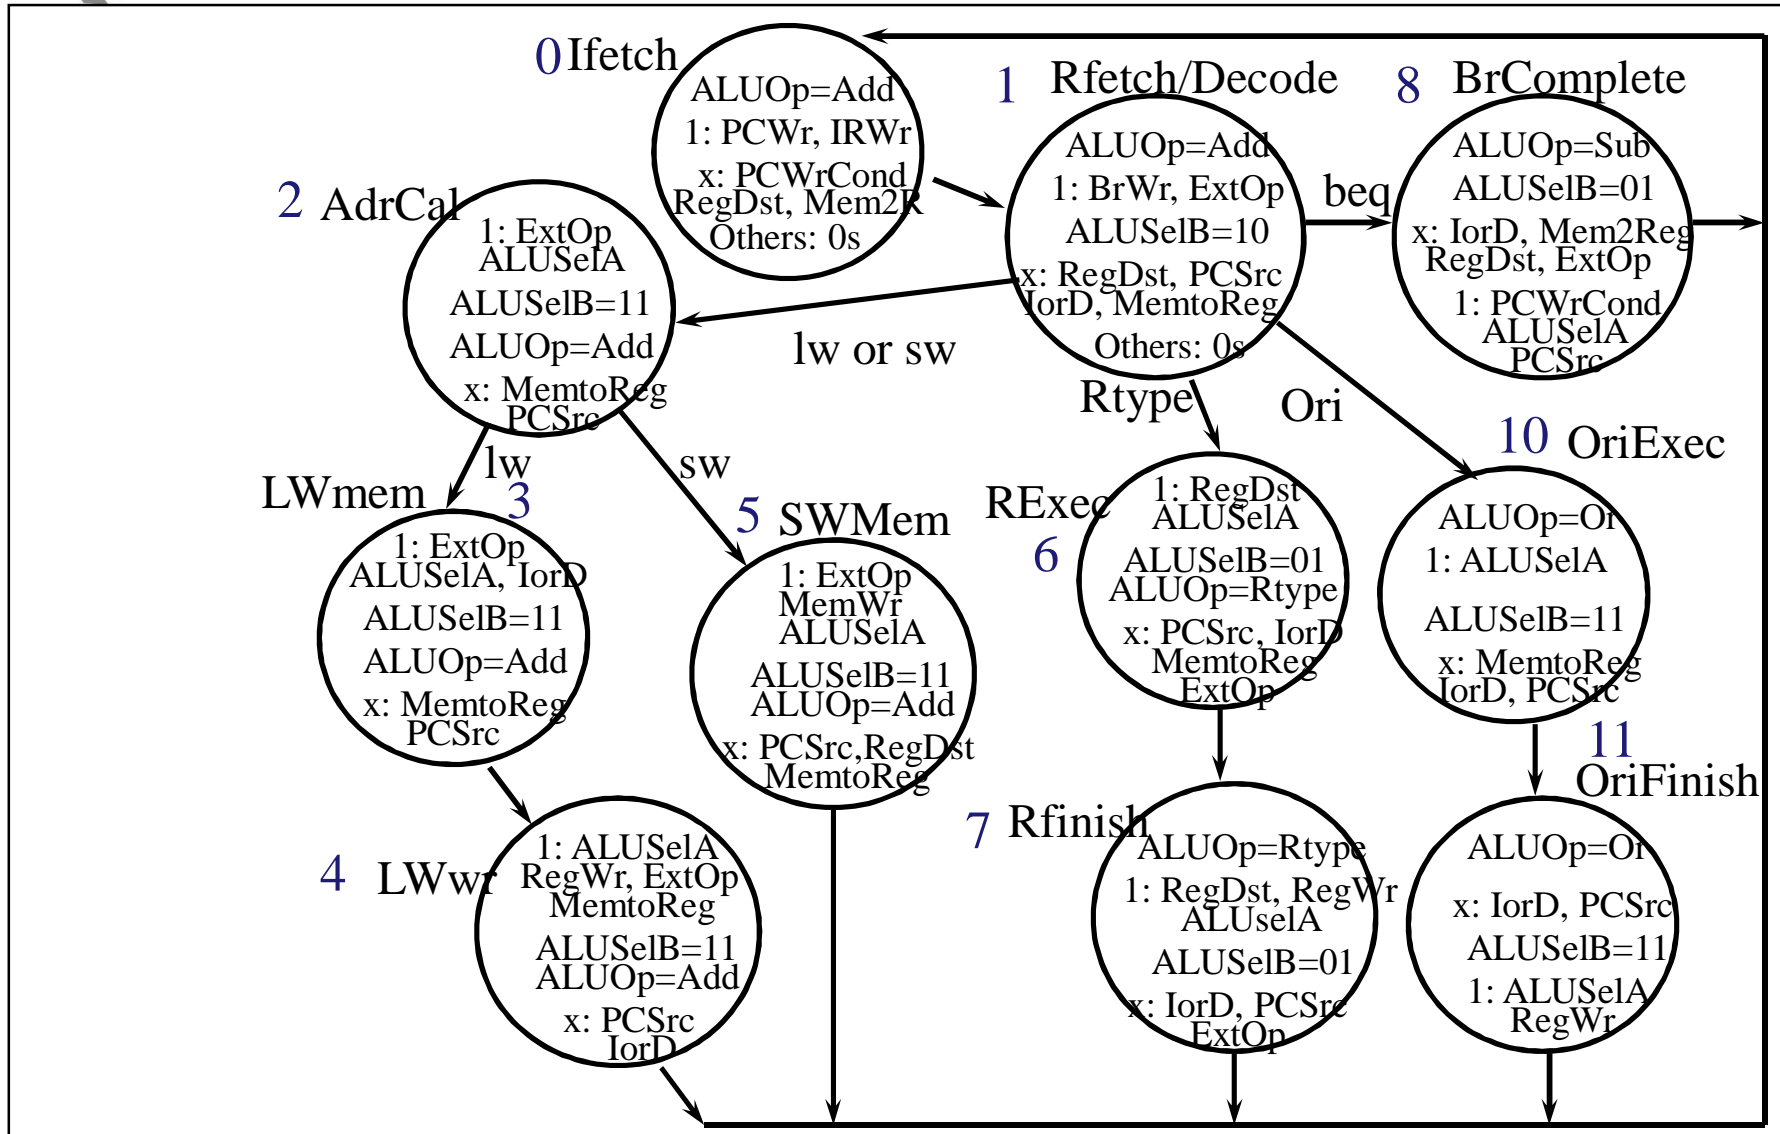 0 Ifetch
ALUOp=Add
1: PCWr, IRWr
x: PCWrCond
RegDst, Mem2R
Others: 0s
1 Rfetch/Decode
ALUOp=Add
1: BrWr, ExtOp
ALUSelB=10
x: RegDst, PCSrc
IorD, MemtoReg
Others: 0s
beq
8 BrComplete
ALUOp=Sub
ALUSelB=01
x: IorD, Mem2Reg
RegDst, ExtOp
1: PCWrCond
ALUSelA
PCSrc
2 AdrCal
1: ExtOp
ALUSelA
ALUSelB=11
ALUOp=Add
x: MemtoReg
PCSrc
lw or sw
Rtype
Ori
lw
sw
LWmem 3
1: ExtOp
ALUSelA, IorD
ALUSelB=11
ALUOp=Add
x: MemtoReg
PCSrc
5 SWMem
1: ExtOp
MemWr
ALUSelA
ALUSelB=11
ALUOp=Add
x: PCSrc,RegDst
MemtoReg
RExec
6
1: RegDst
ALUSelA
ALUSelB=01
ALUOp=Rtype
x: PCSrc, IorD
MemtoReg
ExtOp
10 OriExec
ALUOp=Or
1: ALUSelA
ALUSelB=11
x: MemtoReg
IorD, PCSrc
4 LWwr
1: ALUSelA
RegWr, ExtOp
MemtoReg
ALUSelB=11
ALUOp=Add
x: PCSrc
IorD
7 Rfinish
ALUOp=Rtype
1: RegDst, RegWr
ALUselA
ALUSelB=01
x: IorD, PCSrc
ExtOp
11
OriFinish
ALUOp=Or
x: IorD, PCSrc
ALUSelB=11
1: ALUSelA
RegWr